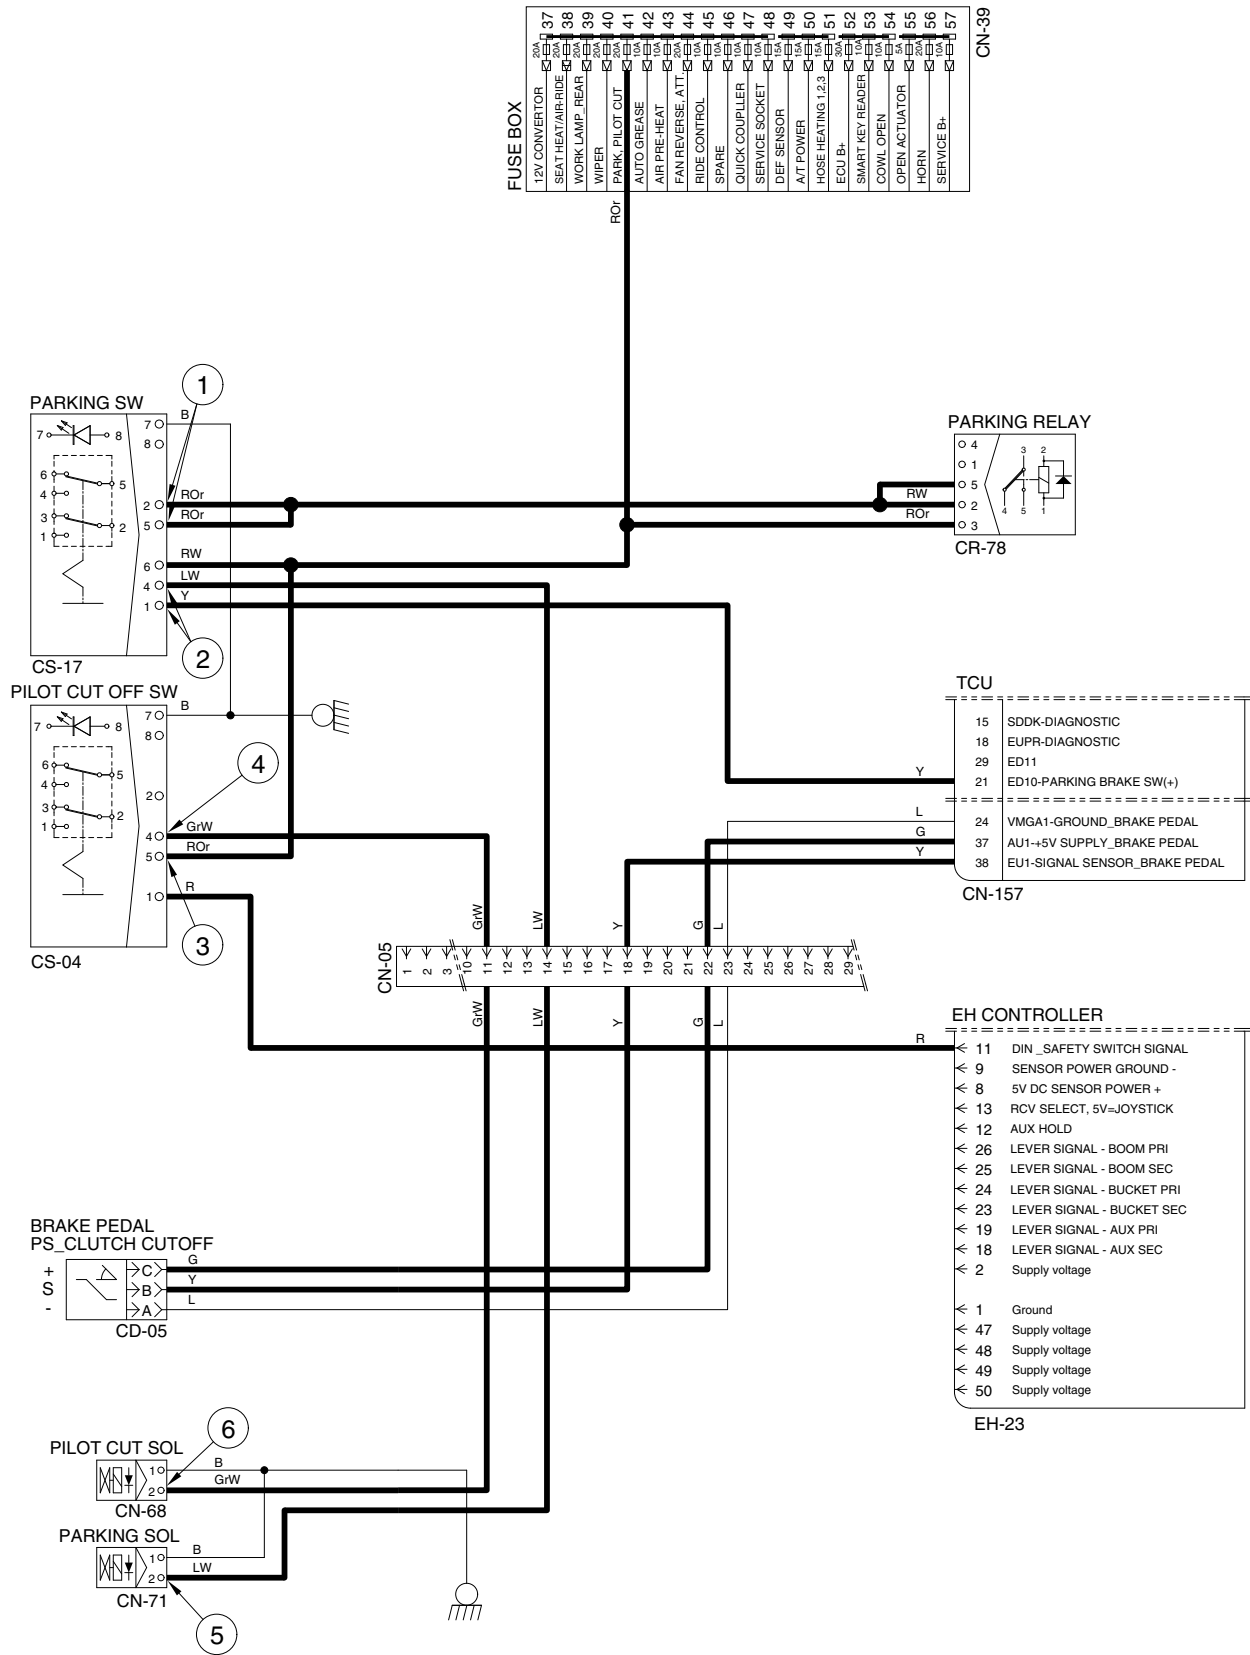 FUSE BOX
CN-39
37 20A 12V CONVERTOR
38 20A SEAT HEAT/AIR-RIDE
39 20A WORK LAMP_REAR
40 20A WIPER
41 20A PARK, PILOT CUT
42 10A AUTO GREASE
43 10A AIR PRE-HEAT
44 20A FAN REVERSE, ATT.
45 10A RIDE CONTROL
46 10A SPARE
47 10A QUICK COUPLLER
48 10A SERVICE SOCKET
49 15A DEF SENSOR
50 15A A/T POWER
51 15A HOSE HEATING 1,2,3
52 30A ECU B+
53 10A SMART KEY READER
54 10A COWL OPEN
55 5A OPEN ACTUATOR
56 20A HORN
57 10A SERVICE B+
ROr
1
PARKING SW
7 8
6 5
4
3 2
1
7 B
8
2 ROr
5 ROr
6 RW
4 LW
1 Y
CS-17
2
PARKING RELAY
4
1
5
RW 2
ROr 3
3 2
4 5 1
CR-78
PILOT CUT OFF SW
7 8
6 5
4
3 2
1
7 B
8
2
4 GrW
5 ROr
1 R
CS-04
4
3
TCU
15 SDDK-DIAGNOSTIC
18 EUPR-DIAGNOSTIC
29 ED11
Y 21 ED10-PARKING BRAKE SW(+)
L 24 VMGA1-GROUND_BRAKE PEDAL
G 37 AU1-+5V SUPPLY_BRAKE PEDAL
Y 38 EU1-SIGNAL SENSOR_BRAKE PEDAL
CN-157
GrW LW Y G L
CN-05
1 2 3 10 11 12 13 14 15 16 17 18 19 20 21 22 23 24 25 26 27 28 29
GrW LW Y G L
EH CONTROLLER
R 11 DIN _SAFETY SWITCH SIGNAL
9 SENSOR POWER GROUND -
8 5V DC SENSOR POWER +
13 RCV SELECT, 5V=JOYSTICK
12 AUX HOLD
26 LEVER SIGNAL - BOOM PRI
25 LEVER SIGNAL - BOOM SEC
24 LEVER SIGNAL - BUCKET PRI
23 LEVER SIGNAL - BUCKET SEC
19 LEVER SIGNAL - AUX PRI
18 LEVER SIGNAL - AUX SEC
2 Supply voltage
1 Ground
47 Supply voltage
48 Supply voltage
49 Supply voltage
50 Supply voltage
EH-23
BRAKE PEDAL
PS_CLUTCH CUTOFF
+ C G
S B Y
- A L
CD-05
6
PILOT CUT SOL
1 B
2 GrW
CN-68
PARKING SOL
1 B
2 LW
CN-71
5